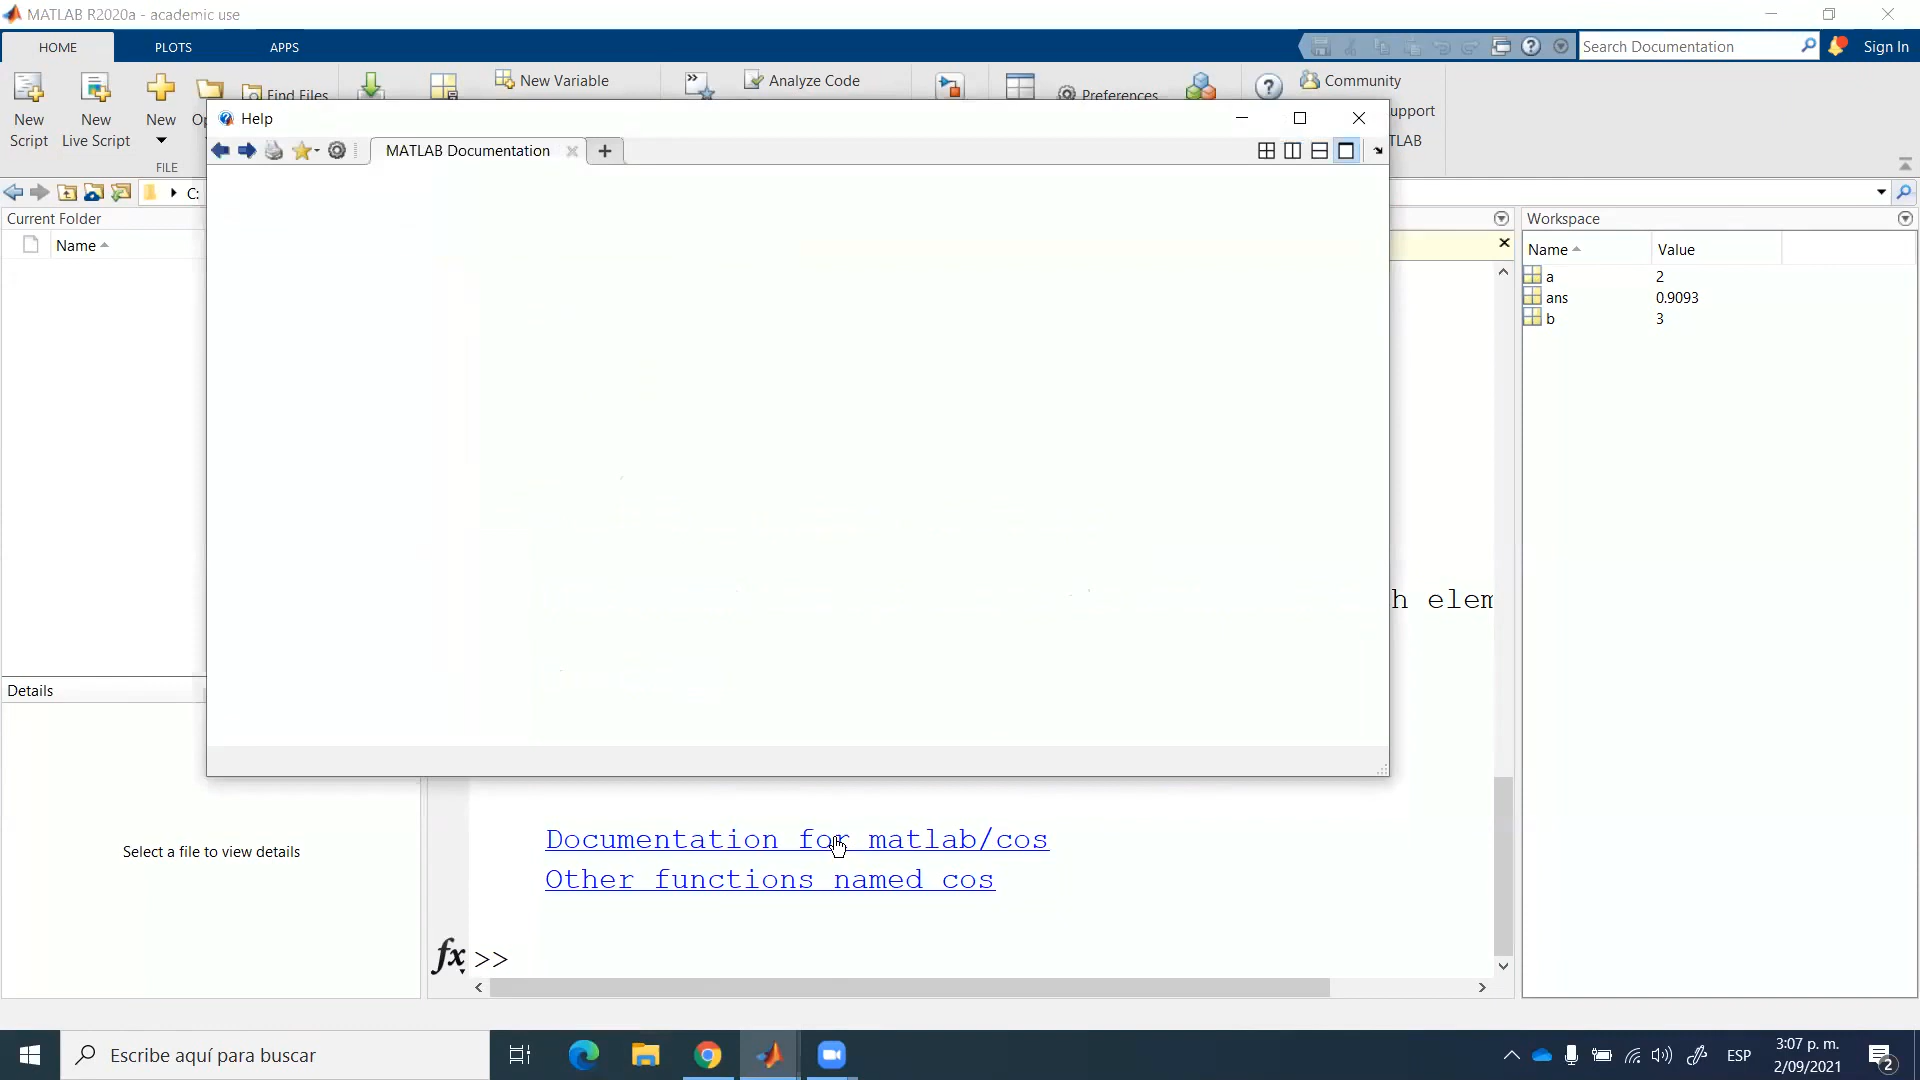 MATLAB R2020a - academic use
HOME
PLOTS
APPS
Search Documentation
Sign In
New Script
New Live Script
New
Op
Find Files
FILE
New Variable
Analyze Code
Preferences
Community
upport
TLAB
Help
MATLAB Documentation
C:
Current Folder
Name
Details
Select a file to view details
h elem
Documentation for matlab/cos
Other functions named cos
fx >>
Workspace
Name Value
a 2
ans 0.9093
b 3
Escribe aquí para buscar
ESP
3:07 p. m.
2/09/2021
2